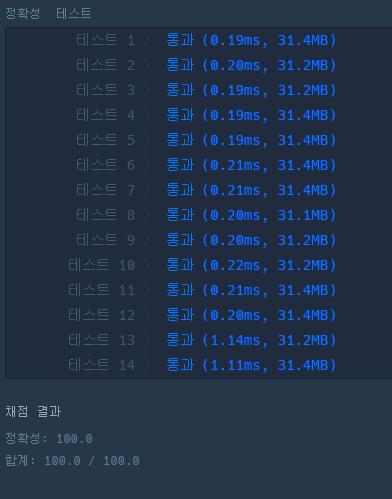 정확성 테스트
테스트 1 〉 통과 (0.19ms, 31.4MB)
테스트 2 〉 통과 (0.20ms, 31.2MB)
테스트 3 〉 통과 (0.19ms, 31.2MB)
테스트 4 〉 통과 (0.19ms, 31.4MB)
테스트 5 〉 통과 (0.19ms, 31.4MB)
테스트 6 〉 통과 (0.21ms, 31.4MB)
테스트 7 〉 통과 (0.21ms, 31.4MB)
테스트 8 〉 통과 (0.20ms, 31.1MB)
테스트 9 〉 통과 (0.20ms, 31.2MB)
테스트 10 〉 통과 (0.22ms, 31.2MB)
테스트 11 〉 통과 (0.21ms, 31.4MB)
테스트 12 〉 통과 (0.20ms, 31.4MB)
테스트 13 〉 통과 (1.14ms, 31.2MB)
테스트 14 〉 통과 (1.11ms, 31.4MB)
채점 결과
정확성: 100.0
합계: 100.0 / 100.0